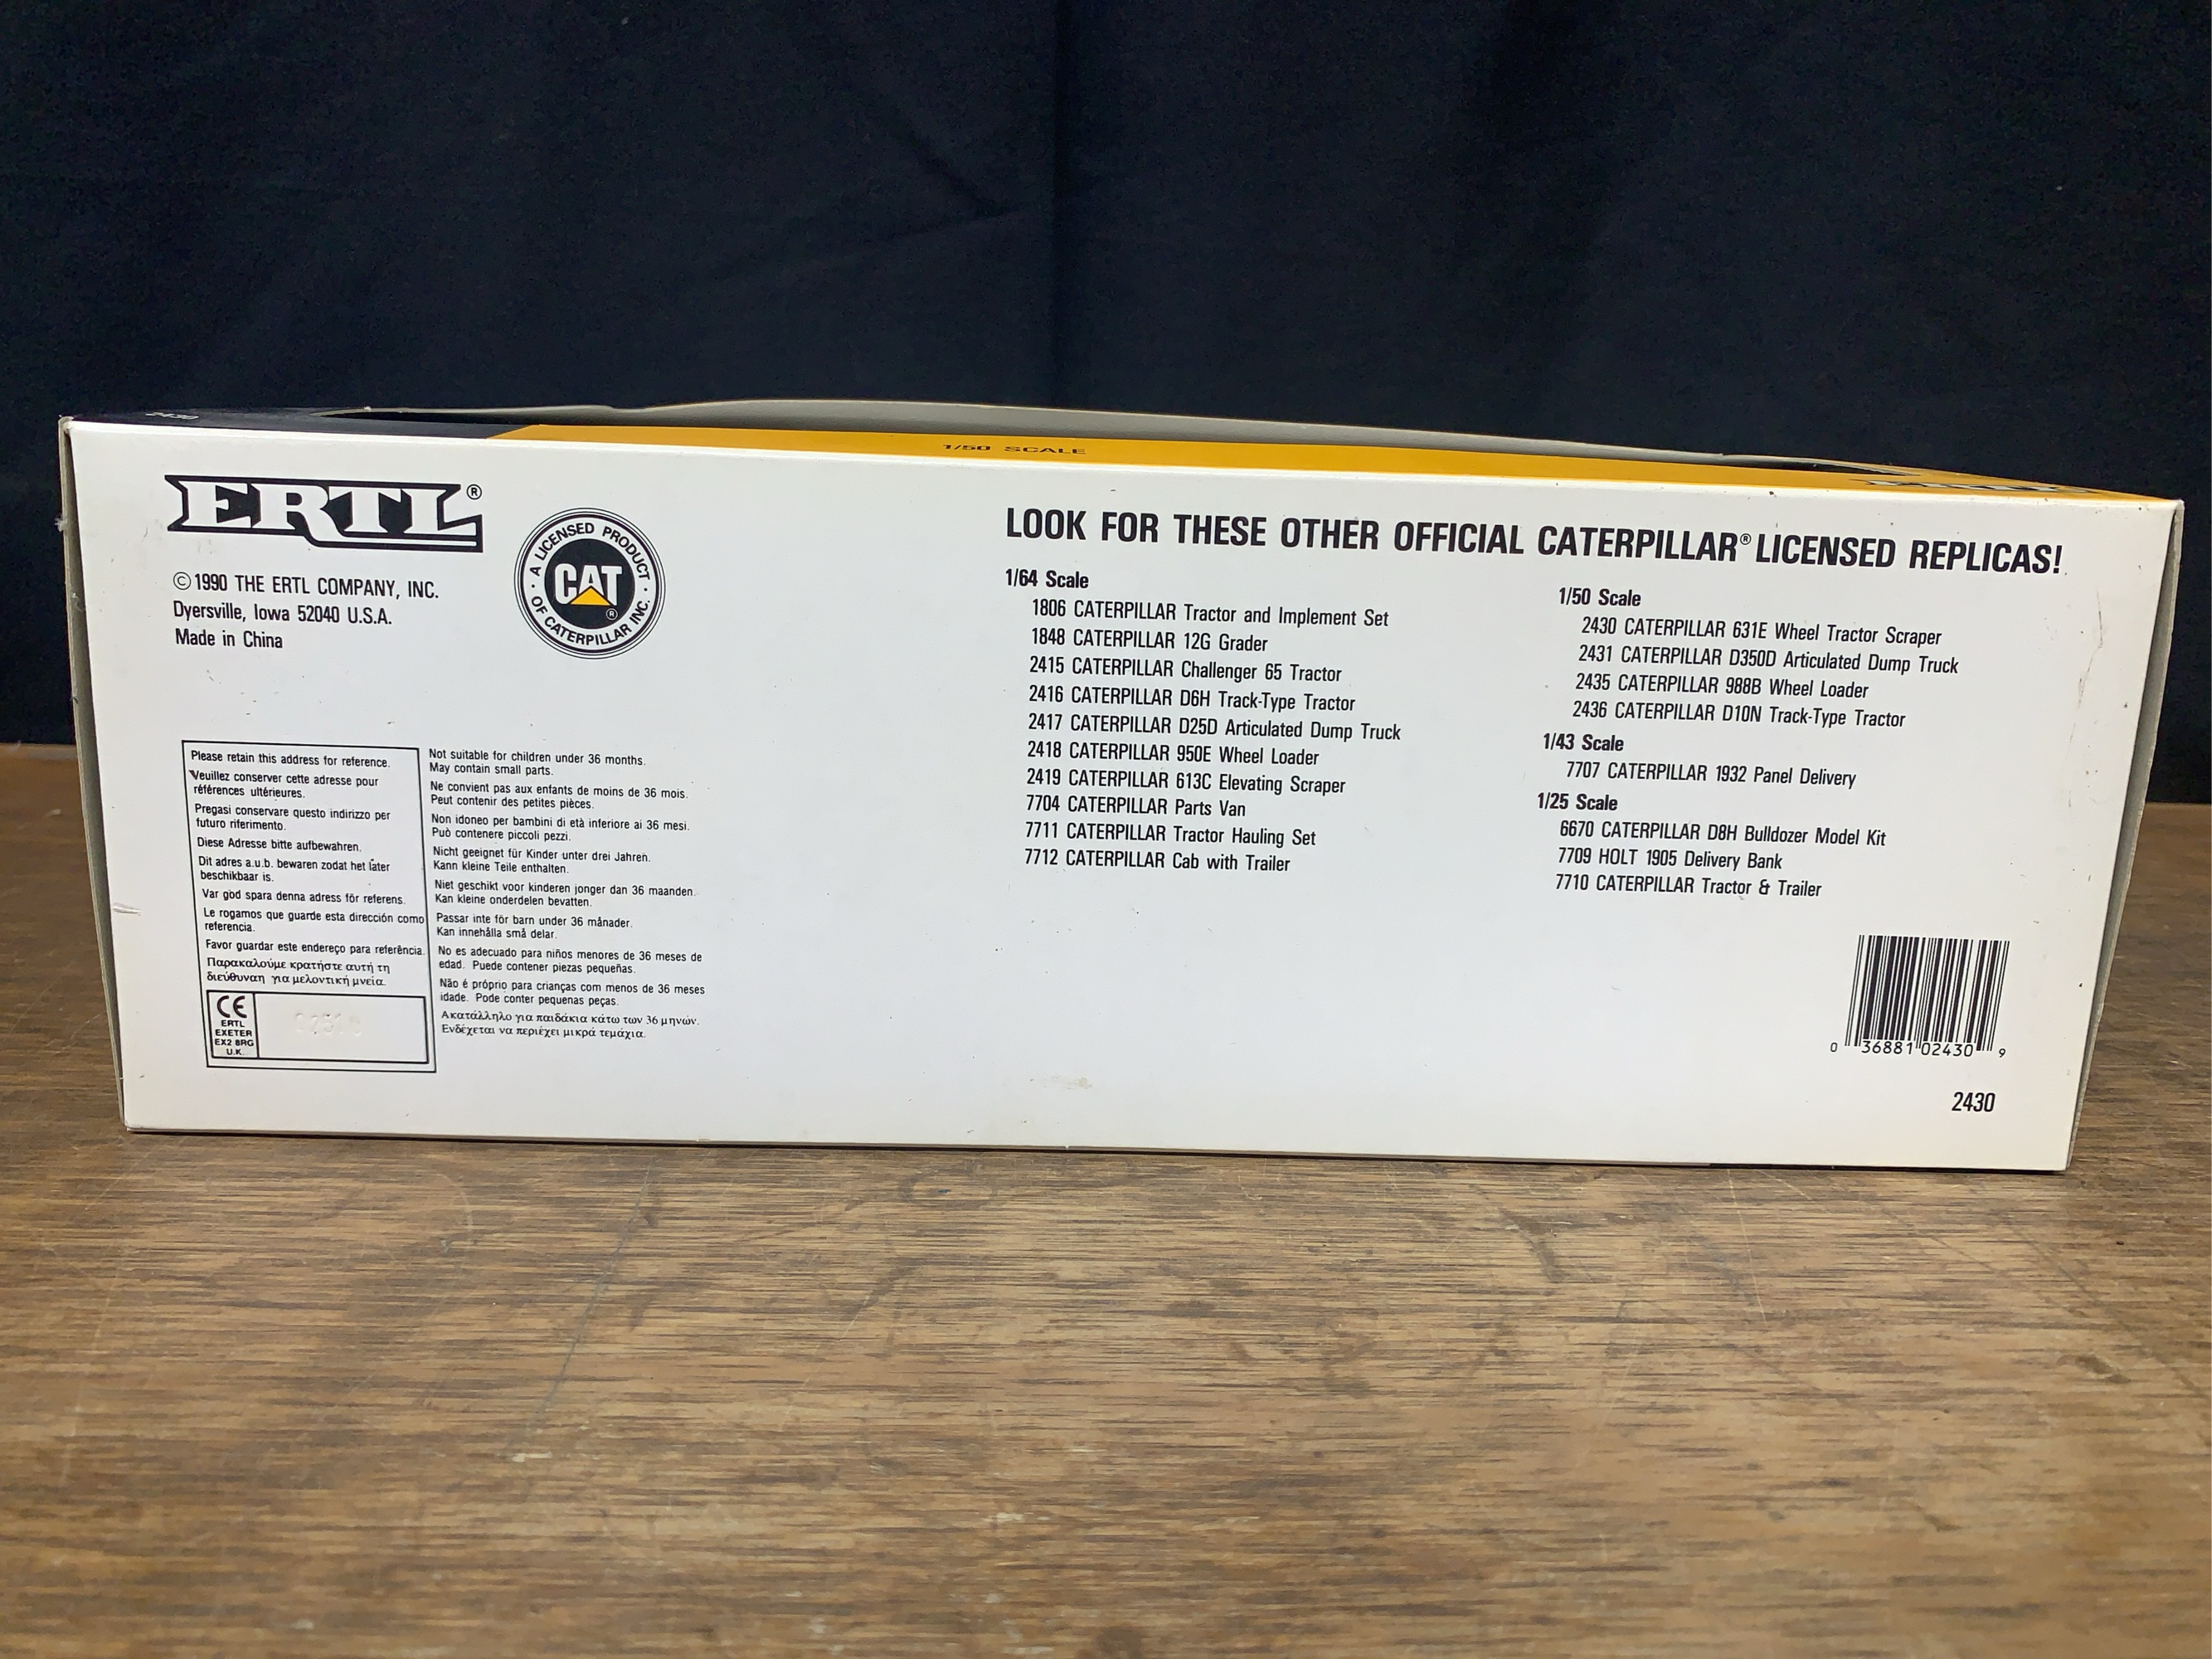 2430
1/50 SCALE
ERTL®
©1990 THE ERTL COMPANY, INC.
Dyersville, Iowa 52040 U.S.A.
Made in China
· A LICENSED PRODUCT ·
OF CATERPILLAR INC.
CAT®
LOOK FOR THESE OTHER OFFICIAL CATERPILLAR® LICENSED REPLICAS!
1/64 Scale
1806 CATERPILLAR Tractor and Implement Set
1848 CATERPILLAR 12G Grader
2415 CATERPILLAR Challenger 65 Tractor
2416 CATERPILLAR D6H Track-Type Tractor
2417 CATERPILLAR D25D Articulated Dump Truck
2418 CATERPILLAR 950E Wheel Loader
2419 CATERPILLAR 613C Elevating Scraper
7704 CATERPILLAR Parts Van
7711 CATERPILLAR Tractor Hauling Set
7712 CATERPILLAR Cab with Trailer
1/50 Scale
2430 CATERPILLAR 631E Wheel Tractor Scraper
2431 CATERPILLAR D350D Articulated Dump Truck
2435 CATERPILLAR 988B Wheel Loader
2436 CATERPILLAR D10N Track-Type Tractor
1/43 Scale
7707 CATERPILLAR 1932 Panel Delivery
1/25 Scale
6670 CATERPILLAR D8H Bulldozer Model Kit
7709 HOLT 1905 Delivery Bank
7710 CATERPILLAR Tractor & Trailer
Please retain this address for reference.
Veuillez conserver cette adresse pour
références ultérieures.
Pregasi conservare questo indirizzo per
futuro riferimento.
Diese Adresse bitte aufbewahren.
Dit adres a.u.b. bewaren zodat het later
beschikbaar is.
Var god spara denna adress för referens.
Le rogamos que guarde esta dirección como
referencia.
Favor guardar este endereço para referência.
Παρακαλούμε κρατήστε αυτή τη
διεύθυναη για μελοντική μνεία.
CE
ERTL
EXETER
EX2 8RG
U.K.
Not suitable for children under 36 months.
May contain small parts.
Ne convient pas aux enfants de moins de 36 mois.
Peut contenir des petites pièces.
Non idoneo per bambini di età inferiore ai 36 mesi.
Può contenere piccoli pezzi.
Nicht geeignet für Kinder unter drei Jahren.
Kann kleine Teile enthalten.
Niet geschikt voor kinderen jonger dan 36 maanden.
Kan kleine onderdelen bevatten.
Passar inte för barn under 36 månader.
Kan innehålla små delar.
No es adecuado para niños menores de 36 meses de
edad. Puede contener piezas pequeñas.
Não é próprio para crianças com menos de 36 meses
idade. Pode conter pequenas peças.
Ακατάλληλο για παιδάκια κάτω των 36 μηνών.
Ενδέχεται να περιέχει μικρά τεμάχια.
0 36881 02430 9
2430